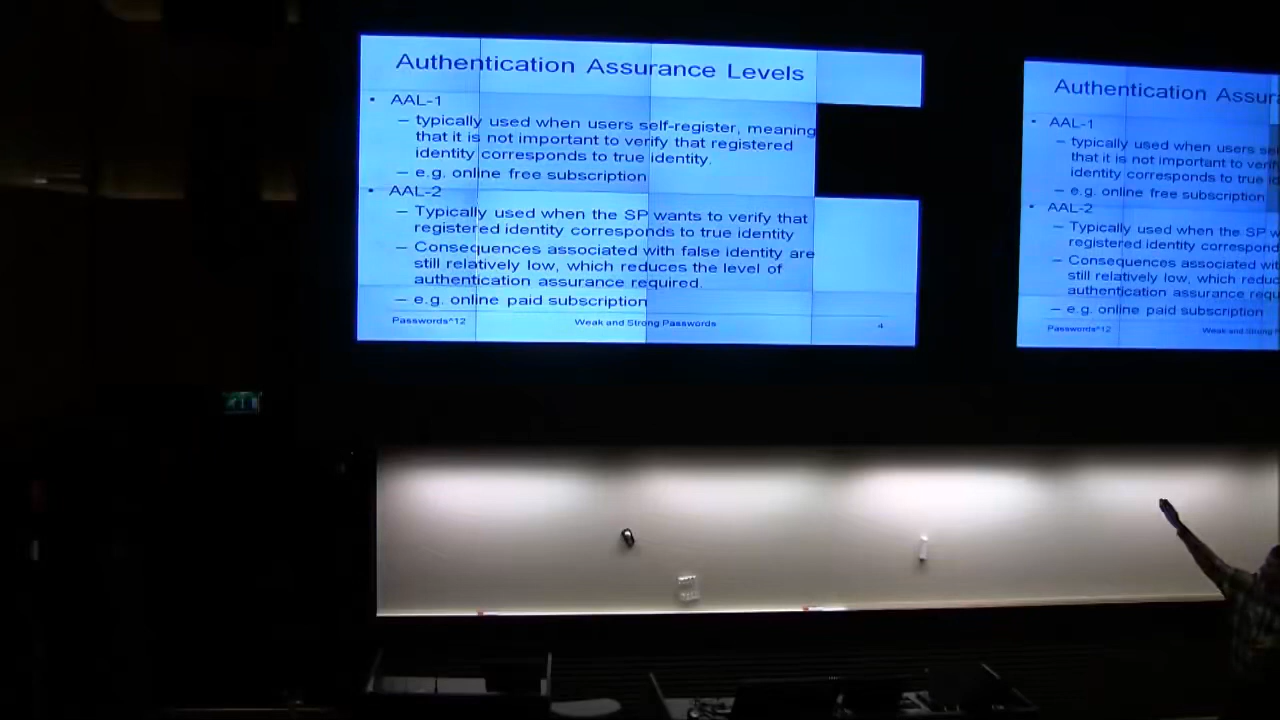 Authentication Assurance Levels
• AAL-1
– typically used when users self-register, meaning
that it is not important to verify that registered
identity corresponds to true identity.
– e.g. online free subscription
• AAL-2
– Typically used when the SP wants to verify that
registered identity corresponds to true identity
– Consequences associated with false identity are
still relatively low, which reduces the level of
authentication assurance required.
– e.g. online paid subscription
Passwords^12 Weak and Strong Passwords 4
Authentication Assur
• AAL-1
– typically used when users
that it is not important to
identity corresponds to true
– e.g. online free subscription
• AAL-2
– Typically used when the SP
registered identity correspond
– Consequences associated
still relatively low, which
authentication assurance
– e.g. online paid subscription
Passwords^12 Weak and Strong